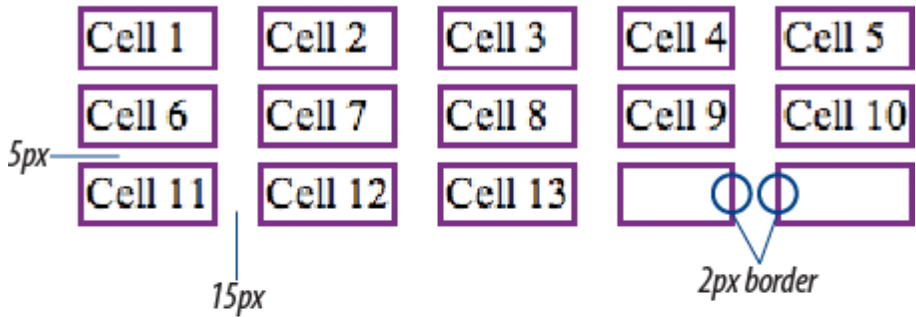 Cell 1 Cell 2 Cell 3 Cell 4 Cell 5
Cell 6 Cell 7 Cell 8 Cell 9 Cell 10
5px
Cell 11 Cell 12 Cell 13
15px
2px border